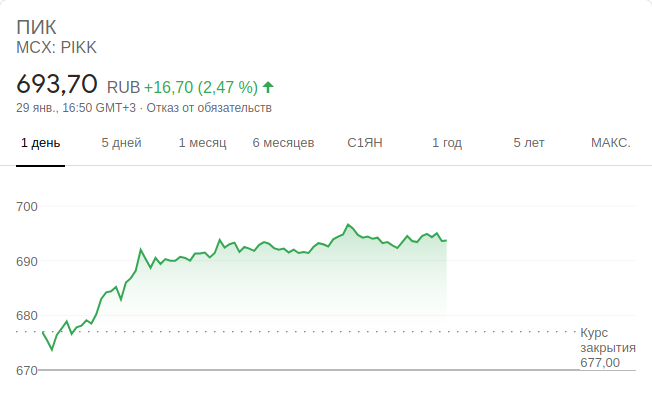 ПИК
MCX: PIKK
693,70 RUB +16,70 (2,47 %)
29 янв., 16:50 GMT+3 · Отказ от обязательств
1 день 5 дней 1 месяц 6 месяцев С1ЯН 1 год 5 лет МАКС.
700
690
680
670
Курс
закрытия
677,00